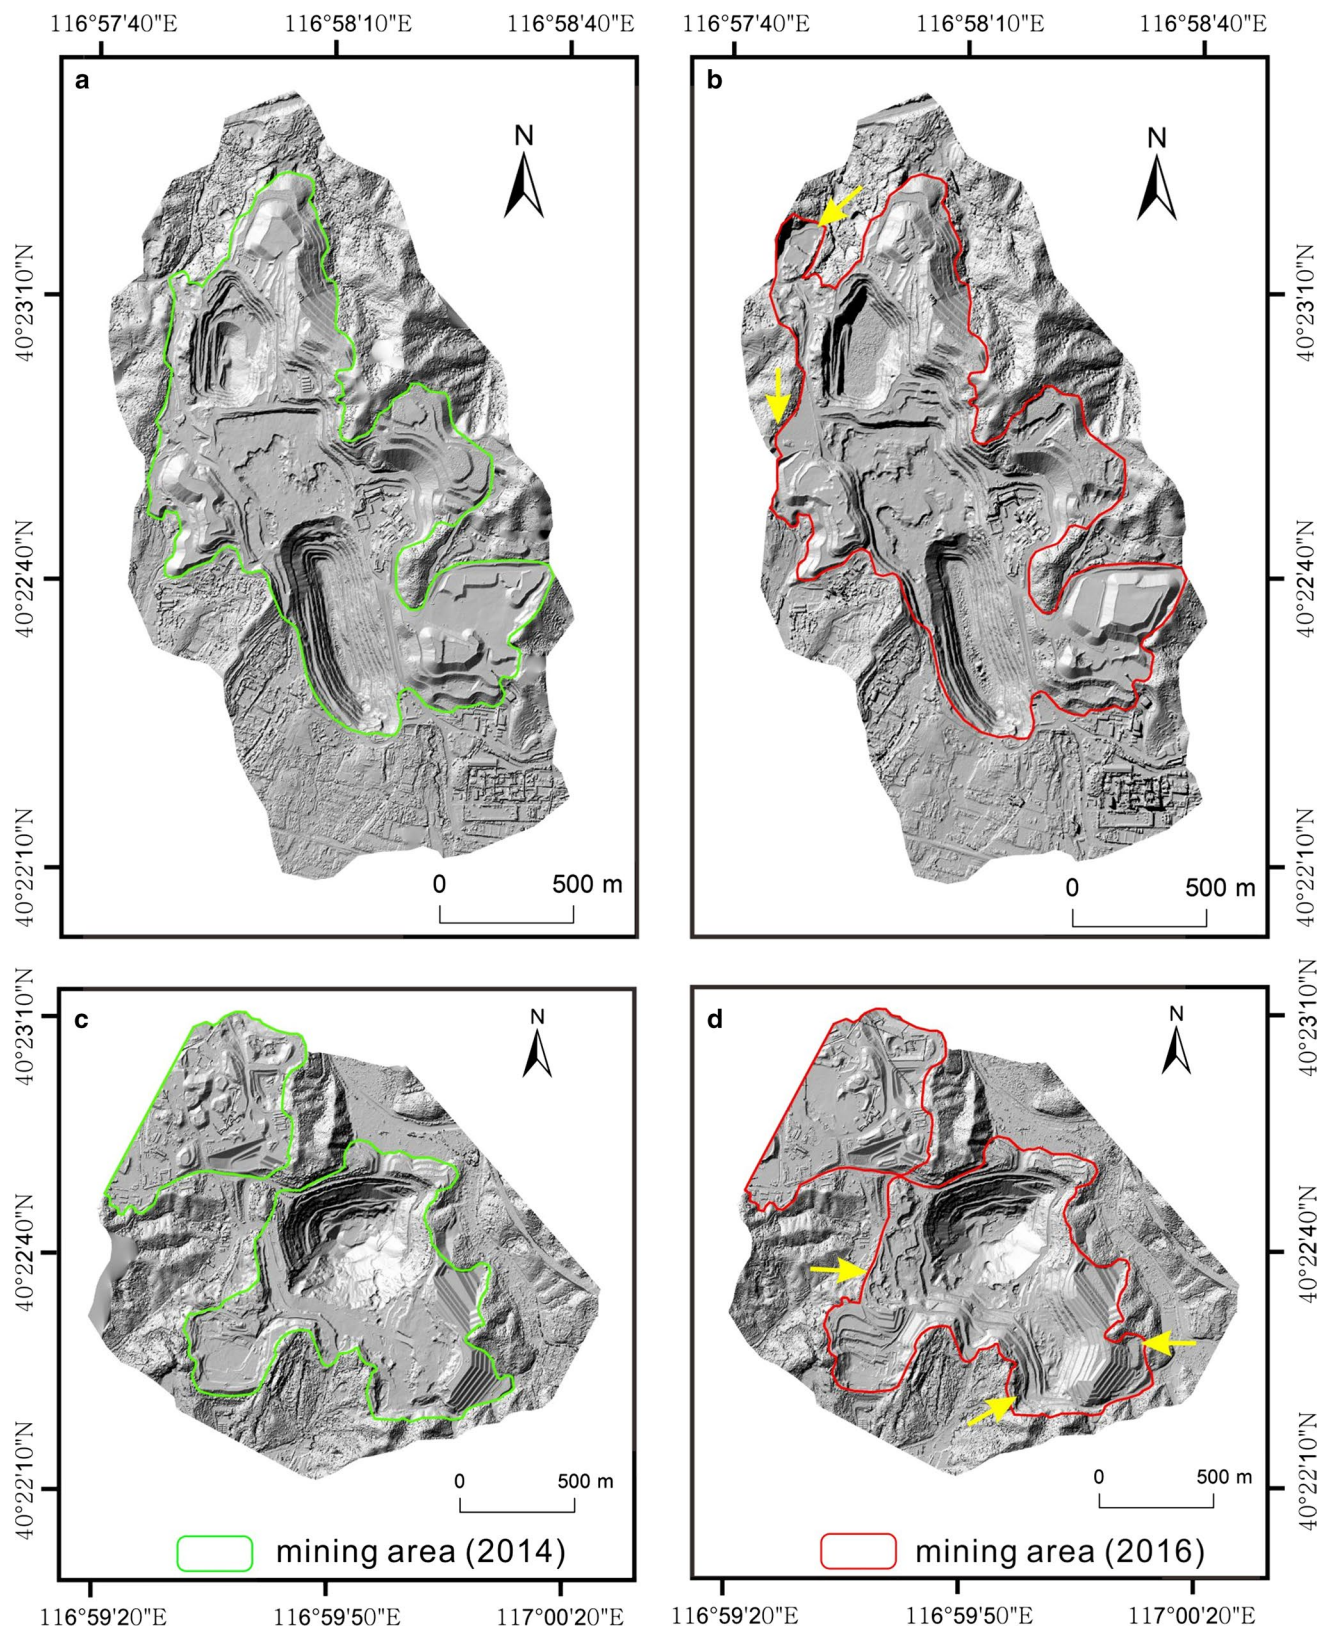 116°57'40"E 116°58'10"E 116°58'40"E 116°57'40"E 116°58'10"E 116°58'40"E
a
N
40°23'10"N
40°22'40"N
40°22'10"N
0 500 m
b
N
40°23'10"N
40°22'40"N
40°22'10"N
0 500 m
c
N
40°23'10"N
40°22'40"N
40°22'10"N
0 500 m
mining area (2014)
d
N
40°23'10"N
40°22'40"N
40°22'10"N
0 500 m
mining area (2016)
116°59'20"E 116°59'50"E 117°00'20"E 116°59'20"E 116°59'50"E 117°00'20"E